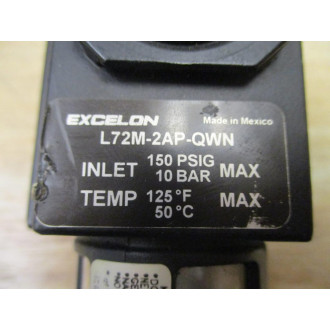 EXCELON Made in Mexico
L72M-2AP-QWN
INLET 150 PSIG 10 BAR MAX
TEMP 125 °F 50 °C MAX